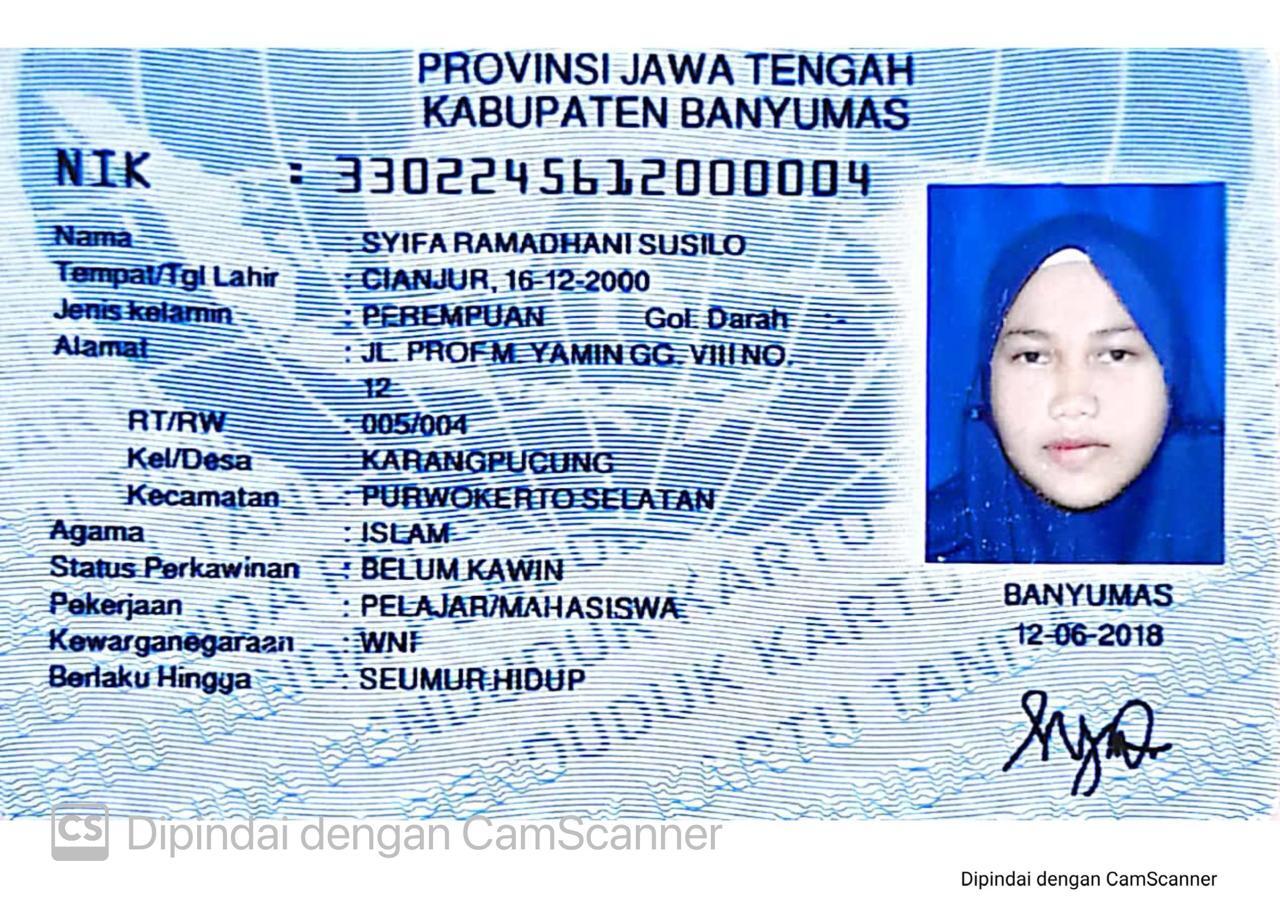 PROVINSI JAWA TENGAH
KABUPATEN BANYUMAS
NIK : 3302245612000004
Nama : SYIFA RAMADHANI SUSILO
Tempat/Tgl Lahir : CIANJUR, 16-12-2000
Jenis kelamin : PEREMPUAN Gol. Darah :-
Alamat : JL. PROF M. YAMIN GG. VIII NO.
12
RT/RW : 005/004
Kel/Desa : KARANGPUCUNG
Kecamatan : PURWOKERTO SELATAN
Agama : ISLAM
Status Perkawinan : BELUM KAWIN
Pekerjaan : PELAJAR/MAHASISWA
Kewarganegaraan : WNI
Berlaku Hingga : SEUMUR HIDUP
BANYUMAS
12-06-2018
CS Dipindai dengan CamScanner
Dipindai dengan CamScanner